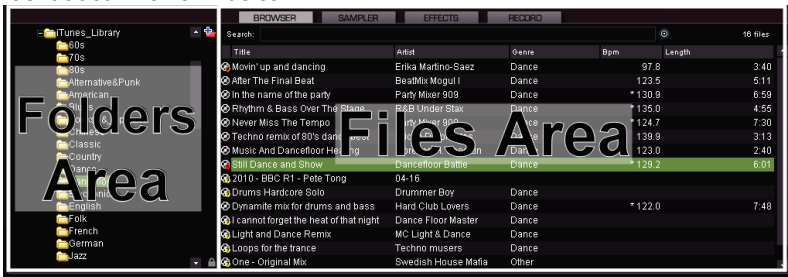 BROWSER SAMPLER EFFECTS RECORD
Search: 16 files
Title Artist Genre Bpm Length
iTunes_Library
60s
70s
80s
Alternative&Punk
American
Blues
Classic
Country
Dance
English
Folk
French
German
Jazz
Folders
Area
Files Area
Movin' up and dancing Erika Martino-Saez Dance 97.8 3:40
After The Final Beat BeatMix Mogul I Dance 123.5 5:11
In the name of the party Party Mixer 909 Dance * 130.9 6:59
Rhythm & Bass Over The Stage R&B Under Stax Dance * 135.0 4:55
Never Miss The Tempo Party Mixer 909 Dance * 124.7 7:30
Techno remix of 80's dance best Dance 139.9 3:13
Music And Dancefloor Dance 123.0 2:40
Still Dance and Show Dancefloor Battle Dance * 129.2 6:01
2010 - BBC R1 - Pete Tong 04-16
Drums Hardcore Solo Drummer Boy Dance
Dynamite mix for drums and bass Hard Club Lovers Dance * 122.0 7:48
I cannot forget the heat of that night Dance Floor Master Dance
Light and Dance Remix MC Light & Dance Dance
Loops for the trance Techno musers Dance
One - Original Mix Swedish House Mafia Other